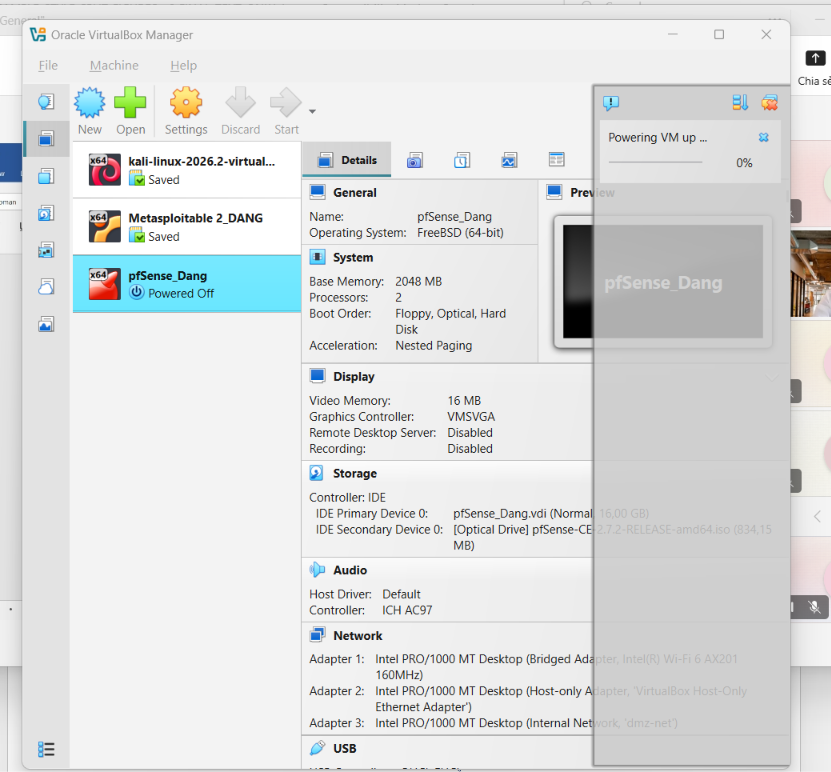 General"
Oracle VirtualBox Manager
File Machine Help
New Open Settings Discard Start
Chia sẻ
x64 kali-linux-2026.2-virtual...
Saved
x64 Metasploitable 2_DANG
Saved
x64 pfSense_Dang
Powered Off
Details
General
Name: pfSense_Dang
Operating System: FreeBSD (64-bit)
System
Base Memory: 2048 MB
Processors: 2
Boot Order: Floppy, Optical, Hard
Disk
Acceleration: Nested Paging
Preview
pfSense_Dang
Display
Video Memory: 16 MB
Graphics Controller: VMSVGA
Remote Desktop Server: Disabled
Recording: Disabled
Storage
Controller: IDE
IDE Primary Device 0: pfSense_Dang.vdi (Normal, 16,00 GB)
IDE Secondary Device 0: [Optical Drive] pfSense-CE-2.7.2-RELEASE-amd64.iso (834,15
MB)
Audio
Host Driver: Default
Controller: ICH AC97
Network
Adapter 1: Intel PRO/1000 MT Desktop (Bridged Adapter, Intel(R) Wi-Fi 6 AX201
160MHz)
Adapter 2: Intel PRO/1000 MT Desktop (Host-only Adapter, 'VirtualBox Host-Only
Ethernet Adapter')
Adapter 3: Intel PRO/1000 MT Desktop (Internal Network, 'dmz-net')
USB
Powering VM up ...
0%